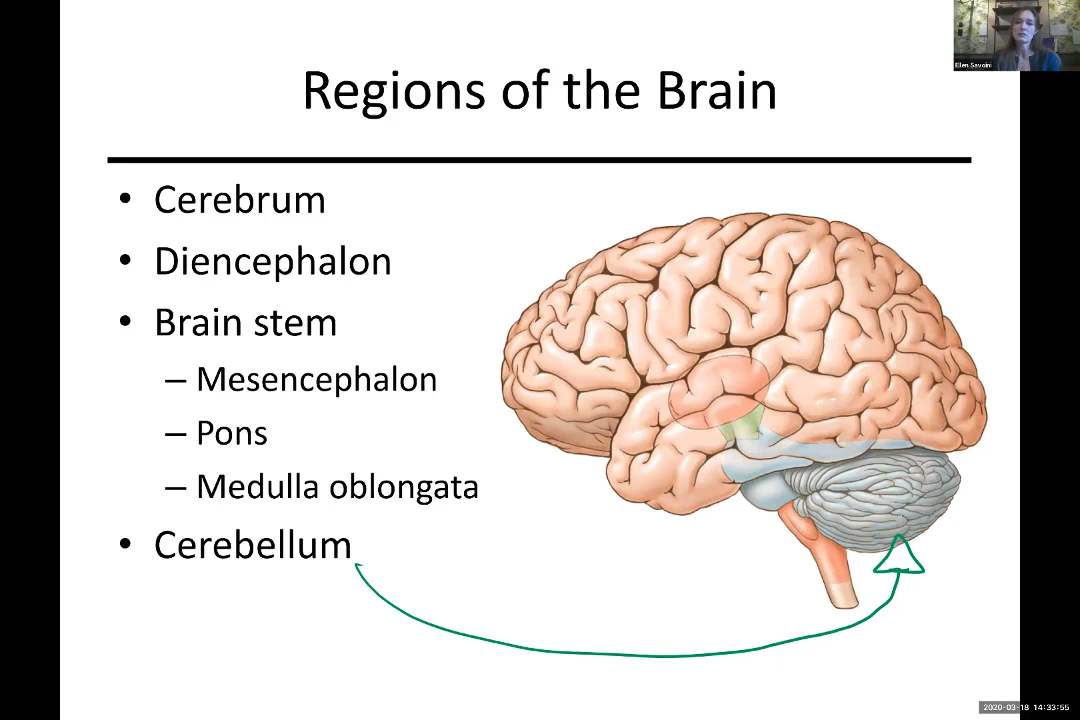 Ellen Savoini
Regions of the Brain
• Cerebrum
• Diencephalon
• Brain stem
– Mesencephalon
– Pons
– Medulla oblongata
• Cerebellum
2020-03-18 14:33:55